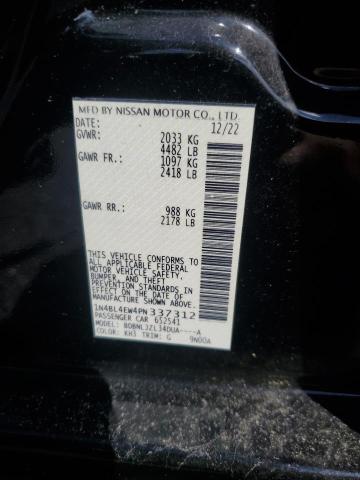 MFD BY NISSAN MOTOR CO., LTD.
DATE: 12/22
GVWR: 2033 KG
4482 LB
GAWR FR: 1097 KG
2418 LB
GAWR RR.: 988 KG
2178 LB
THIS VEHICLE CONFORMS TO
ALL APPLICABLE FEDERAL
MOTOR VEHICLE SAFETY,
BUMPER, AND THEFT
PREVENTION STANDARDS
IN EFFECT ON THE DATE OF
MANUFACTURE SHOWN ABOVE.
1N4BL4EW4PN337312
PASSENGER CAR 652541
MODEL: BDBNLJZL34DUA----A
COLOR: KH3 TRIM: G 9N00A